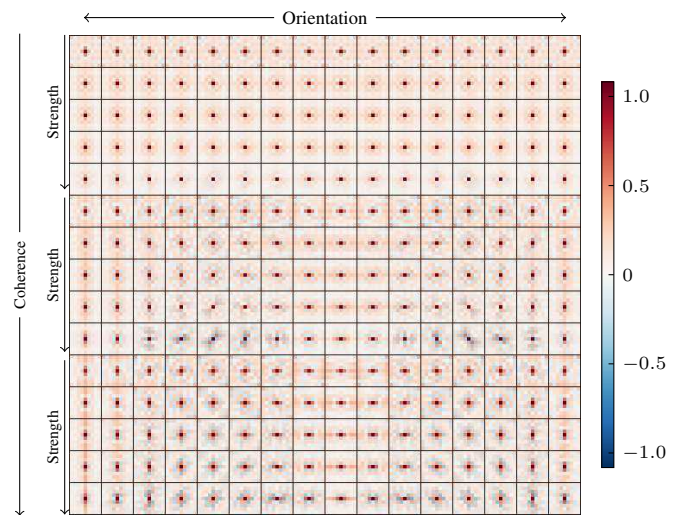 Orientation
Coherence
Strength
Strength
Strength
1.0
0.5
0
−0.5
−1.0